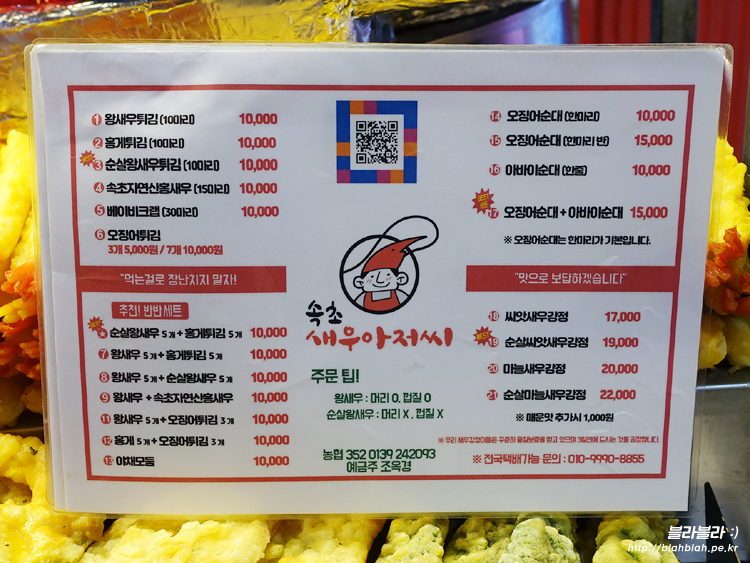 ① 왕새우튀김 (10마리) 10,000
② 홍게튀김 (10마리) 10,000
③ 순살왕새우튀김 (10마리) 10,000
④ 속초자연산홍새우 (15마리) 10,000
⑤ 베이비크랩 (30마리) 10,000
⑥ 오징어튀김
3개 5,000원 / 7개 10,000원
"먹는걸로 장난치지 말자!
추천! 반반세트
순살왕새우 5개 + 홍게튀김 5개 10,000
⑦ 왕새우 5개 + 홍게튀김 5개 10,000
⑧ 왕새우 5개 + 순살왕새우 5개 10,000
⑨ 왕새우 + 속초자연산홍새우 10,000
⑪ 왕새우 5개 + 오징어튀김 3개 10,000
⑫ 홍게 5개 + 오징어튀김 3개 10,000
⑬ 야채모둠 10,000
속초
새우아저씨
주문 팁!
왕새우 : 머리 O, 껍질 O
순살왕새우 : 머리 X, 껍질 X
농협 352 0139 242093
예금주 조옥경
⑭ 오징어순대 (한마리) 10,000
⑮ 오징어순대 (한마리 반) 15,000
⑯ 아바이순대 (한줄) 10,000
⑰ 오징어순대 + 아바이순대 15,000
※ 오징어순대는 한마리가 기본입니다.
"맛으로 보답하겠습니다"
⑱ 씨앗새우강정 17,000
⑲ 순살씨앗새우강정 19,000
⑳ 마늘새우강정 20,000
㉑ 순살마늘새우강정 22,000
※ 매운맛 추가시 1,000원
※ 전국택배가능 문의 : 010-9990-8855
블라블라 :)
http://blahblah.pe.kr